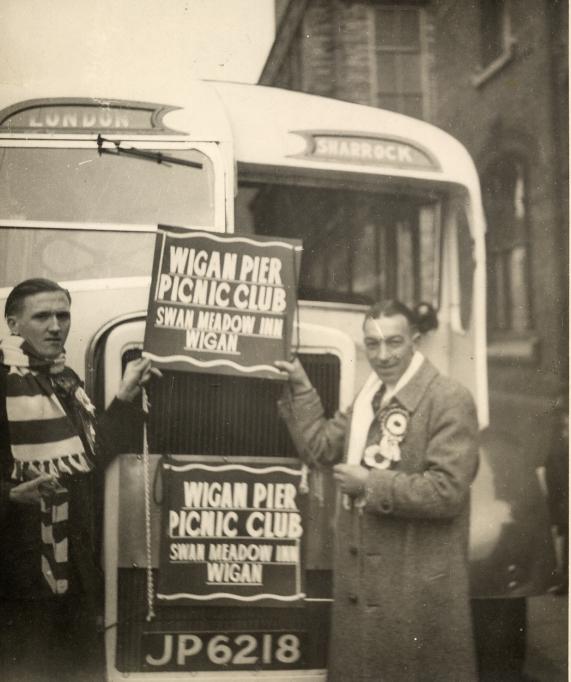 LONDON
SHARROCK
WIGAN PIER
PICNIC CLUB
SWAN MEADOW INN
WIGAN
WIGAN PIER
PICNIC CLUB
SWAN MEADOW INN
WIGAN
JP6218